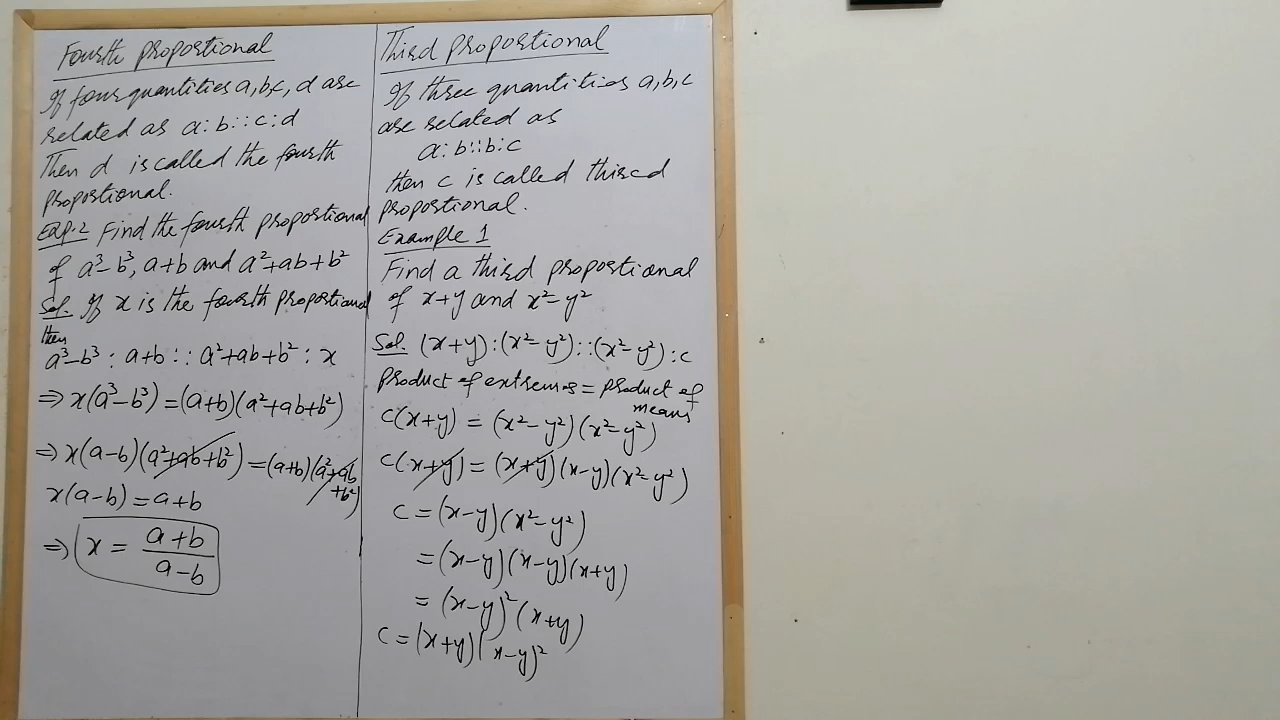 Fourth proportional
If four quantities a,b,c, d are
related as a:b::c:d
Then d is called the fourth
proportional.
Exp.2 Find the fourth proportional
of a³-b³, a+b and a²+ab+b²
Sol. If x is the fourth proportional
then
a³-b³ : a+b :: a²+ab+b² : x
⇒ x(a³-b³) = (a+b)(a²+ab+b²)
⇒ x(a-b)(a²+ab+b²) = (a+b)(a²+ab
+b²)
x(a-b) = a+b
⇒ x = a+b
a-b
Third proportional
If three quantities a,b,c
are related as
a:b::b:c
then c is called third
proportional.
Example 1
Find a third proportional
of x+y and x²-y²
Sol. (x+y):(x²-y²)::(x²-y²):c
product of extremes = product of
means
c(x+y) = (x²-y²)(x²-y²)
c(x+y) = (x+y)(x-y)(x²-y²)
c = (x-y)(x²-y²)
= (x-y)(x-y)(x+y)
= (x-y)²(x+y)
c = (x+y)(x-y)²